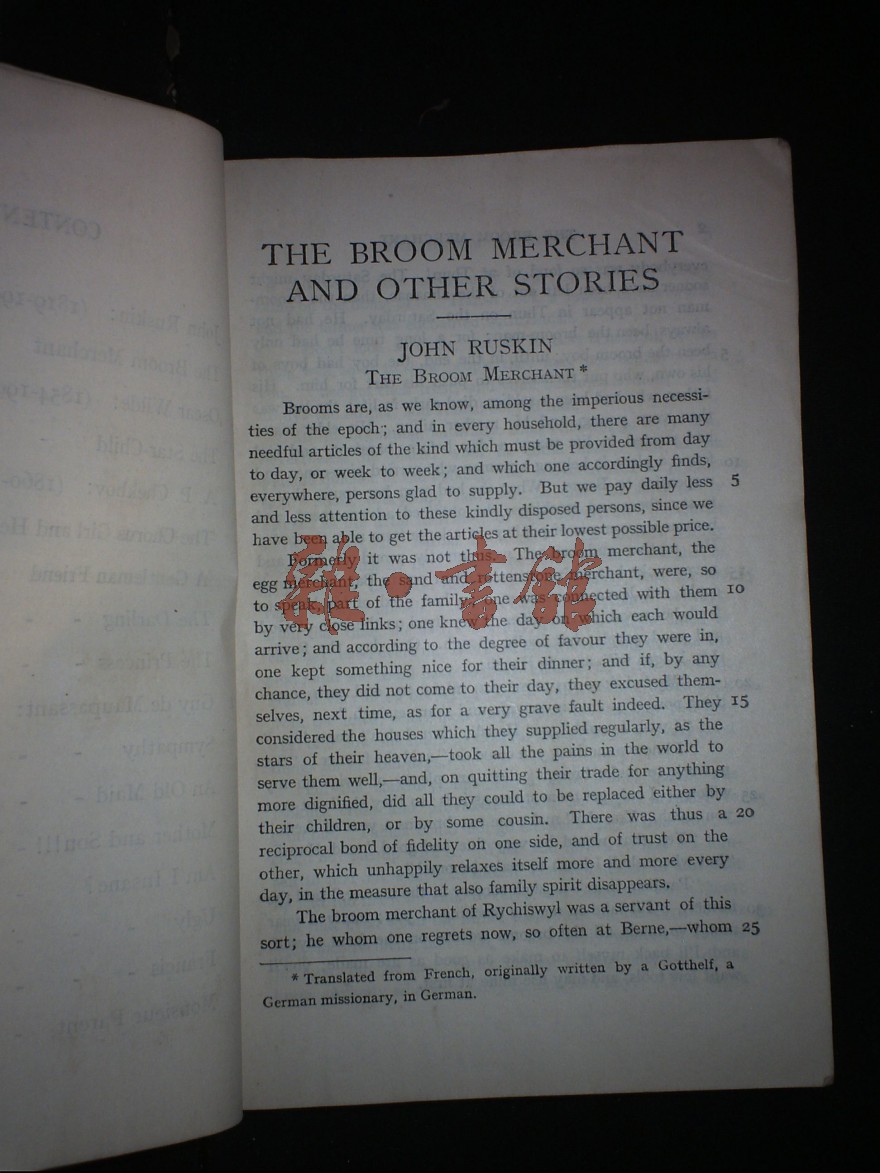 THE BROOM MERCHANT
AND OTHER STORIES
JOHN RUSKIN
THE BROOM MERCHANT *
Brooms are, as we know, among the imperious necessi-
ties of the epoch; and in every household, there are many
needful articles of the kind which must be provided from day
to day, or week to week; and which one accordingly finds,
everywhere, persons glad to supply. But we pay daily less 5
and less attention to these kindly disposed persons, since we
have been able to get the articles at their lowest possible price.
Formerly it was not thus. The broom merchant, the
egg merchant, the sand and rottenstone merchant, were, so
to speak, part of the family; one was connected with them 10
by very close links; one knew the day on which each would
arrive; and according to the degree of favour they were in,
one kept something nice for their dinner; and if, by any
chance, they did not come to their day, they excused them-
selves, next time, as for a very grave fault indeed. They 15
considered the houses which they supplied regularly, as the
stars of their heaven,—took all the pains in the world to
serve them well,—and, on quitting their trade for anything
more dignified, did all they could to be replaced either by
their children, or by some cousin. There was thus a 20
reciprocal bond of fidelity on one side, and of trust on the
other, which unhappily relaxes itself more and more every
day, in the measure that also family spirit disappears.
The broom merchant of Rychiswyl was a servant of this
sort; he whom one regrets now, so often at Berne,—whom 25
* Translated from French, originally written by a Gotthelf, a
German missionary, in German.
雅·書館